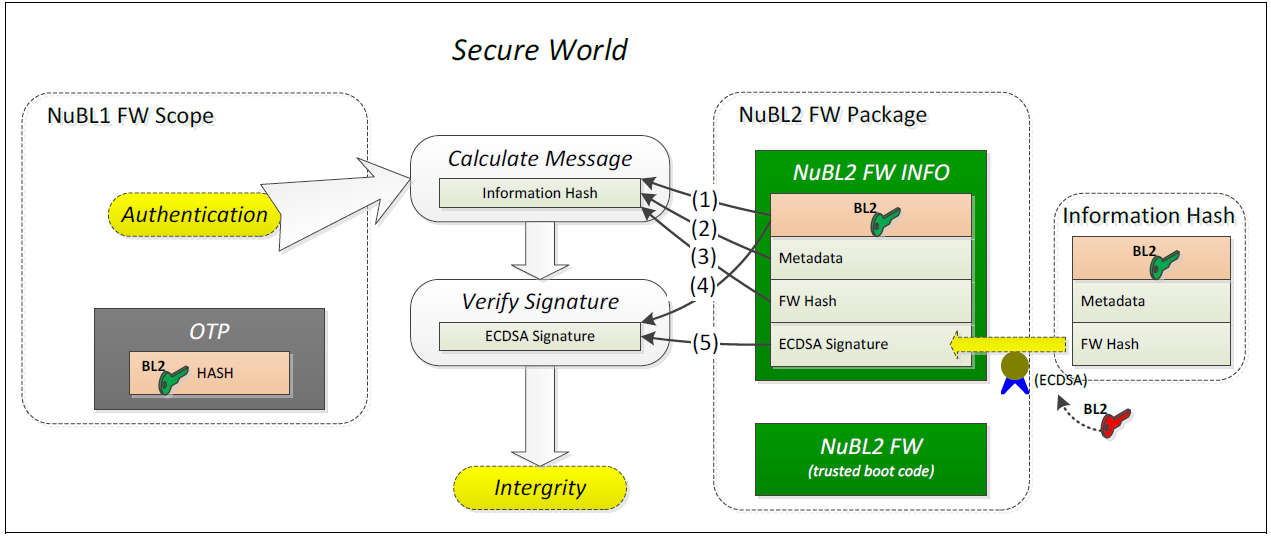 Secure World
NuBL1 FW Scope
Authentication
OTP
BL2
HASH
Calculate Message
Information Hash
Verify Signature
ECDSA Signature
Intergrity
(1)
(2)
(3)
(4)
(5)
NuBL2 FW Package
NuBL2 FW INFO
BL2
Metadata
FW Hash
ECDSA Signature
NuBL2 FW
(trusted boot code)
Information Hash
BL2
Metadata
FW Hash
(ECDSA)
BL2